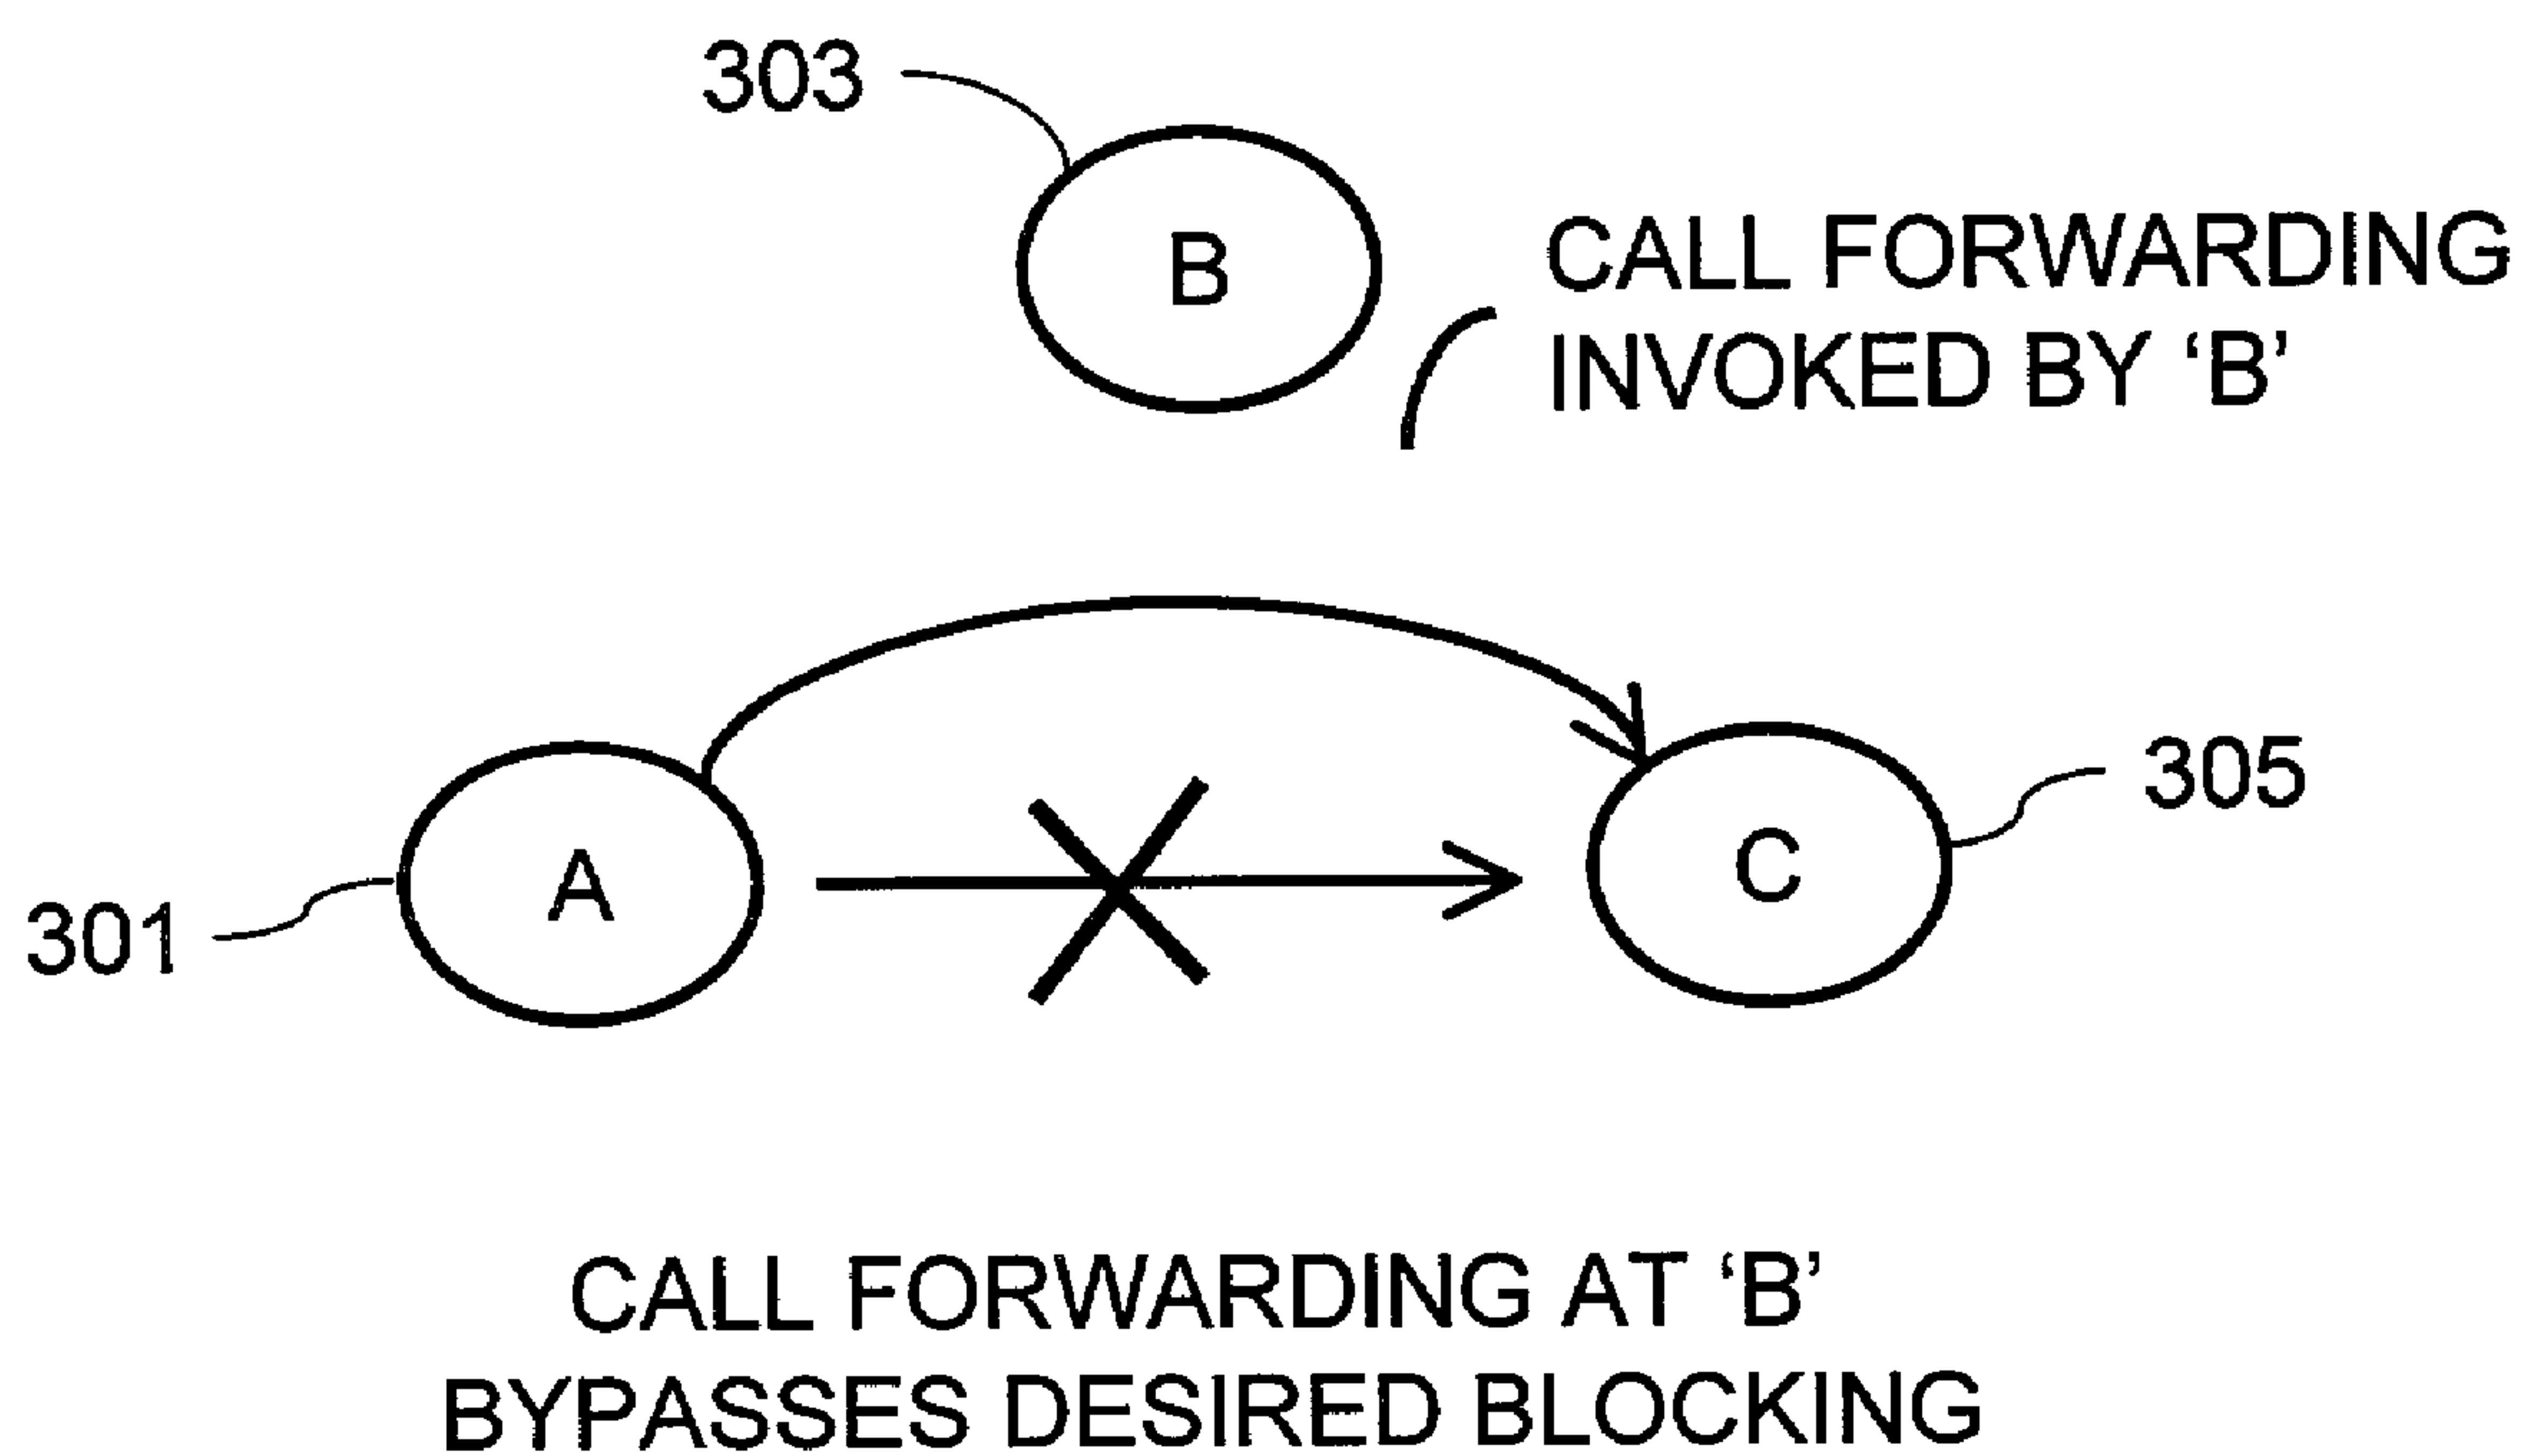 303
B
CALL FORWARDING
INVOKED BY ‘B’
A
C
305
301
CALL FORWARDING AT ‘B’
BYPASSES DESIRED BLOCKING